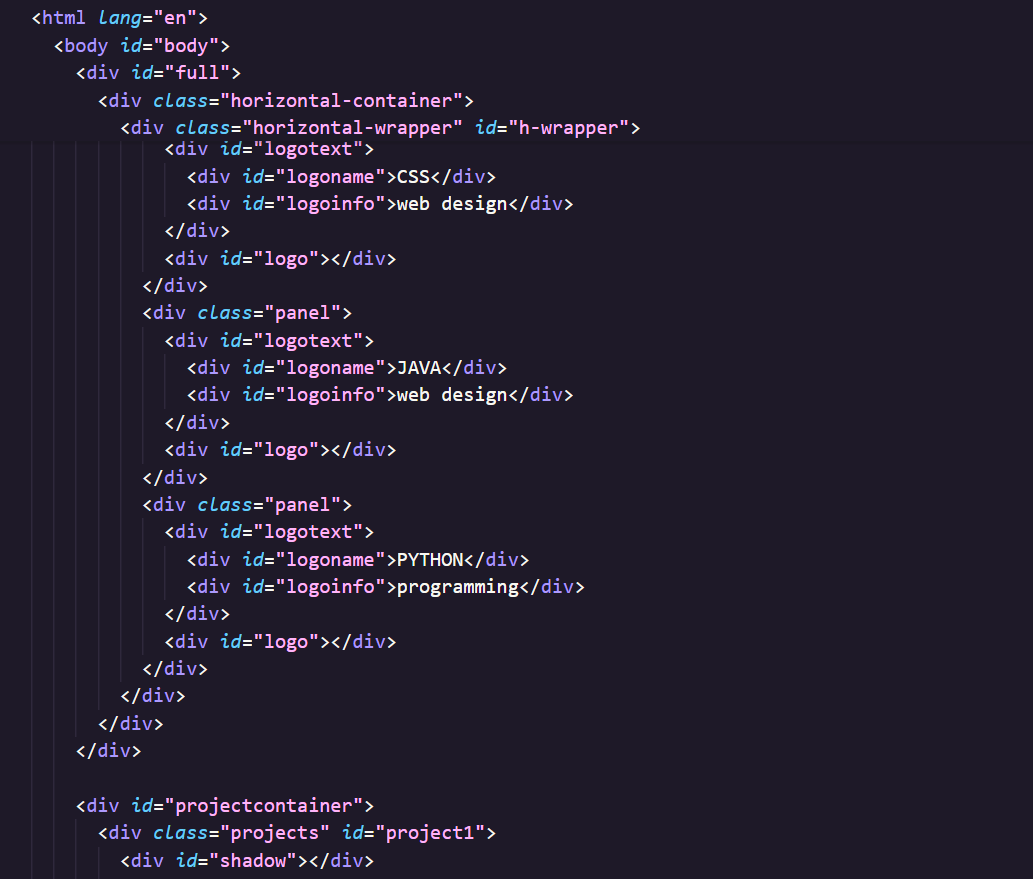 <html lang="en">
<body id="body">
<div id="full">
<div class="horizontal-container">
<div class="horizontal-wrapper" id="h-wrapper">
<div id="logotext">
<div id="logoname">CSS</div>
<div id="logoinfo">web design</div>
</div>
<div id="logo"></div>
</div>
<div class="panel">
<div id="logotext">
<div id="logoname">JAVA</div>
<div id="logoinfo">web design</div>
</div>
<div id="logo"></div>
</div>
<div class="panel">
<div id="logotext">
<div id="logoname">PYTHON</div>
<div id="logoinfo">programming</div>
</div>
<div id="logo"></div>
</div>
</div>
</div>
</div>
<div id="projectcontainer">
<div class="projects" id="project1">
<div id="shadow"></div>